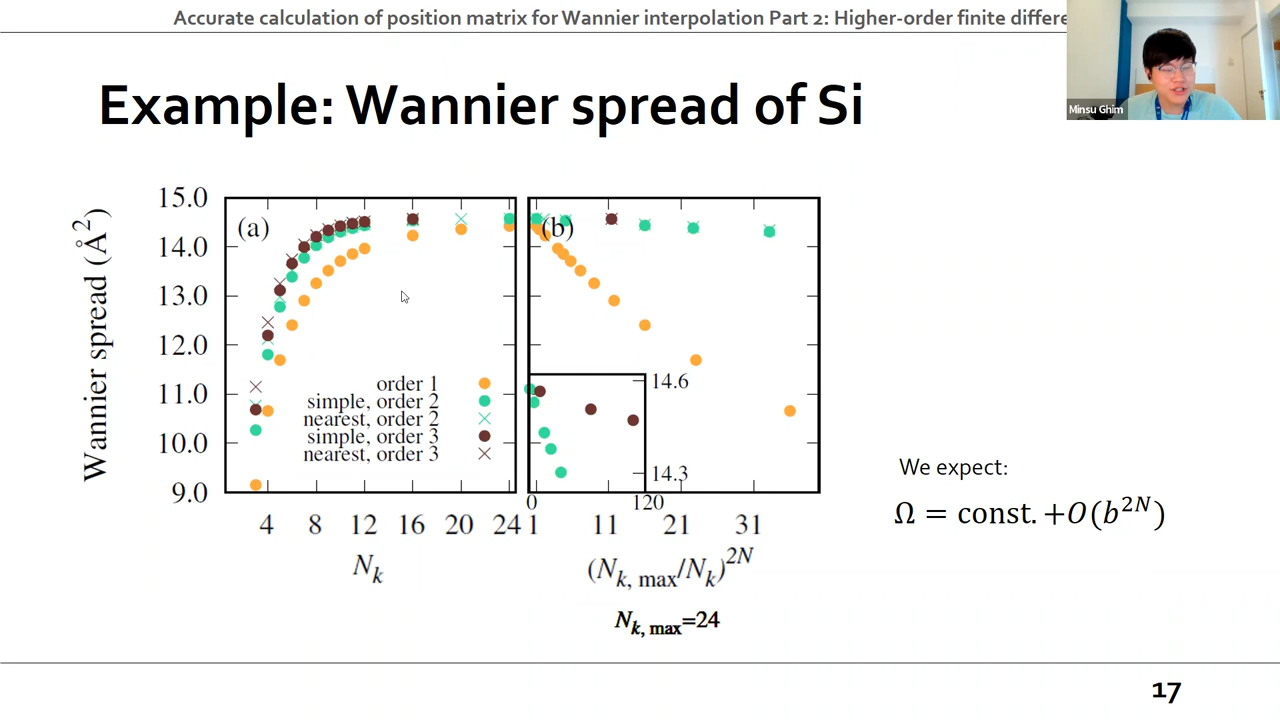 Accurate calculation of position matrix for Wannier interpolation Part 2: Higher-order finite differe
Minsu Ghim
Example: Wannier spread of Si
Wannier spread (Å²)
15.0
14.0
13.0
12.0
11.0
10.0
9.0
(a)
order 1
simple, order 2
nearest, order 2
simple, order 3
nearest, order 3
4 8 12 16 20 24
N_k
(b)
14.6
14.3
0 120
1 11 21 31
(N_{k, max}/N_k)^{2N}
N_{k, max}=24
We expect:
Ω = const. +O(b^{2N})
17